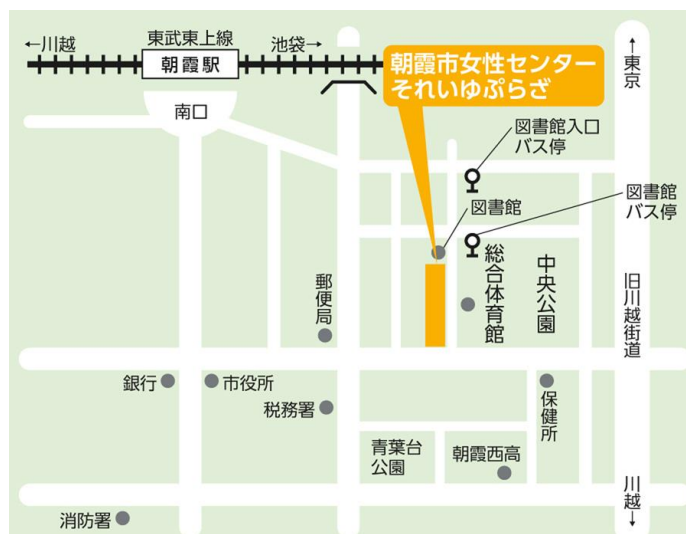 ←川越
東武東上線
池袋→
朝霞駅
南口
朝霞市女性センター
それいゆぷらざ
↑
東京
図書館入口
バス停
図書館
図書館
バス停
総合体育館
中央公園
旧川越街道
郵便局
銀行
市役所
税務署
保健所
青葉台
公園
朝霞西高
消防署
川越
↓